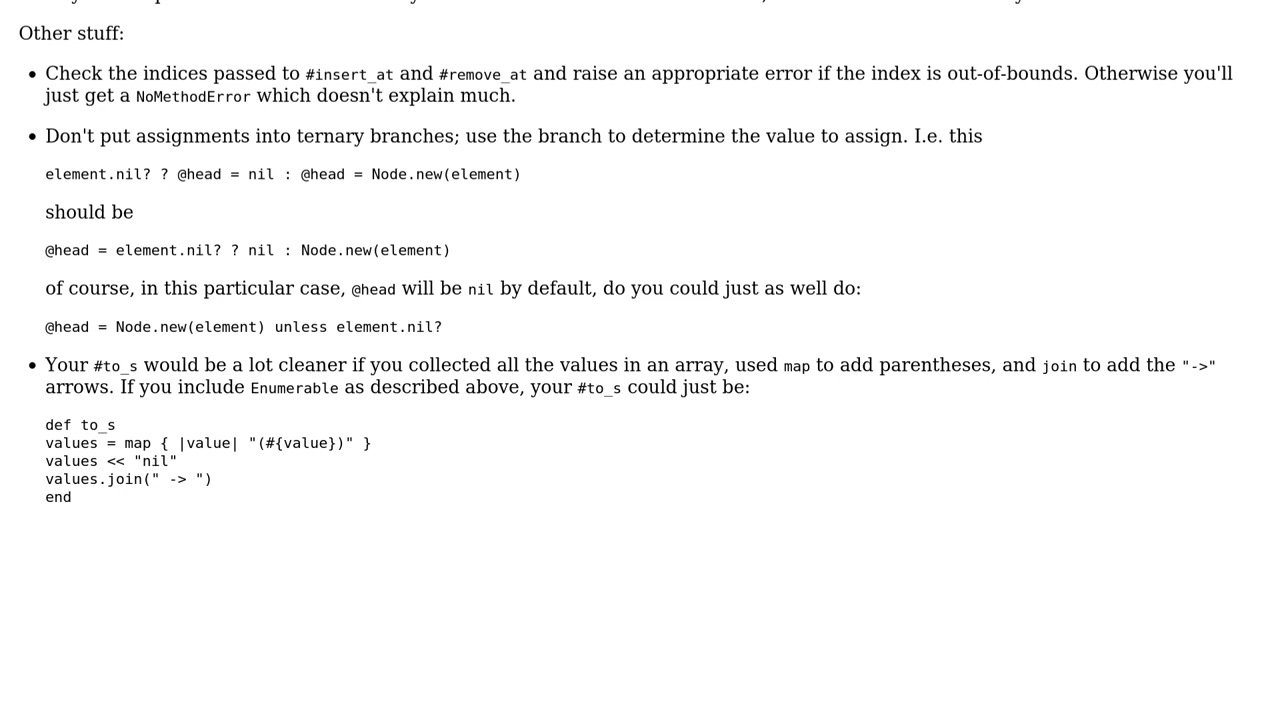 Other stuff:
Check the indices passed to #insert_at and #remove_at and raise an appropriate error if the index is out-of-bounds. Otherwise you'll
just get a NoMethodError which doesn't explain much.
Don't put assignments into ternary branches; use the branch to determine the value to assign. I.e. this
element.nil? ? @head = nil : @head = Node.new(element)
should be
@head = element.nil? ? nil : Node.new(element)
of course, in this particular case, @head will be nil by default, do you could just as well do:
@head = Node.new(element) unless element.nil?
Your #to_s would be a lot cleaner if you collected all the values in an array, used map to add parentheses, and join to add the "->"
arrows. If you include Enumerable as described above, your #to_s could just be:
def to_s
values = map { |value| "(#{value})" }
values << "nil"
values.join(" -> ")
end